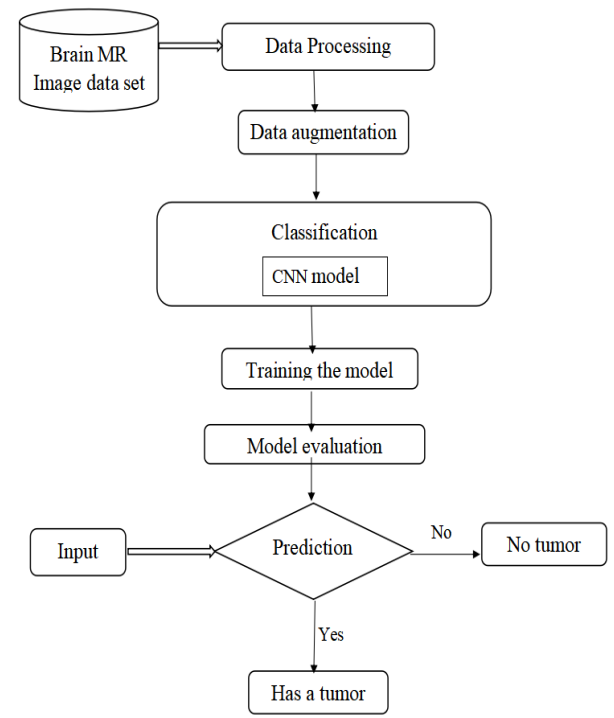 Brain MR
Image data set
Data Processing
Data augmentation
Classification
CNN model
Training the model
Model evaluation
Input
Prediction
No
No tumor
Yes
Has a tumor